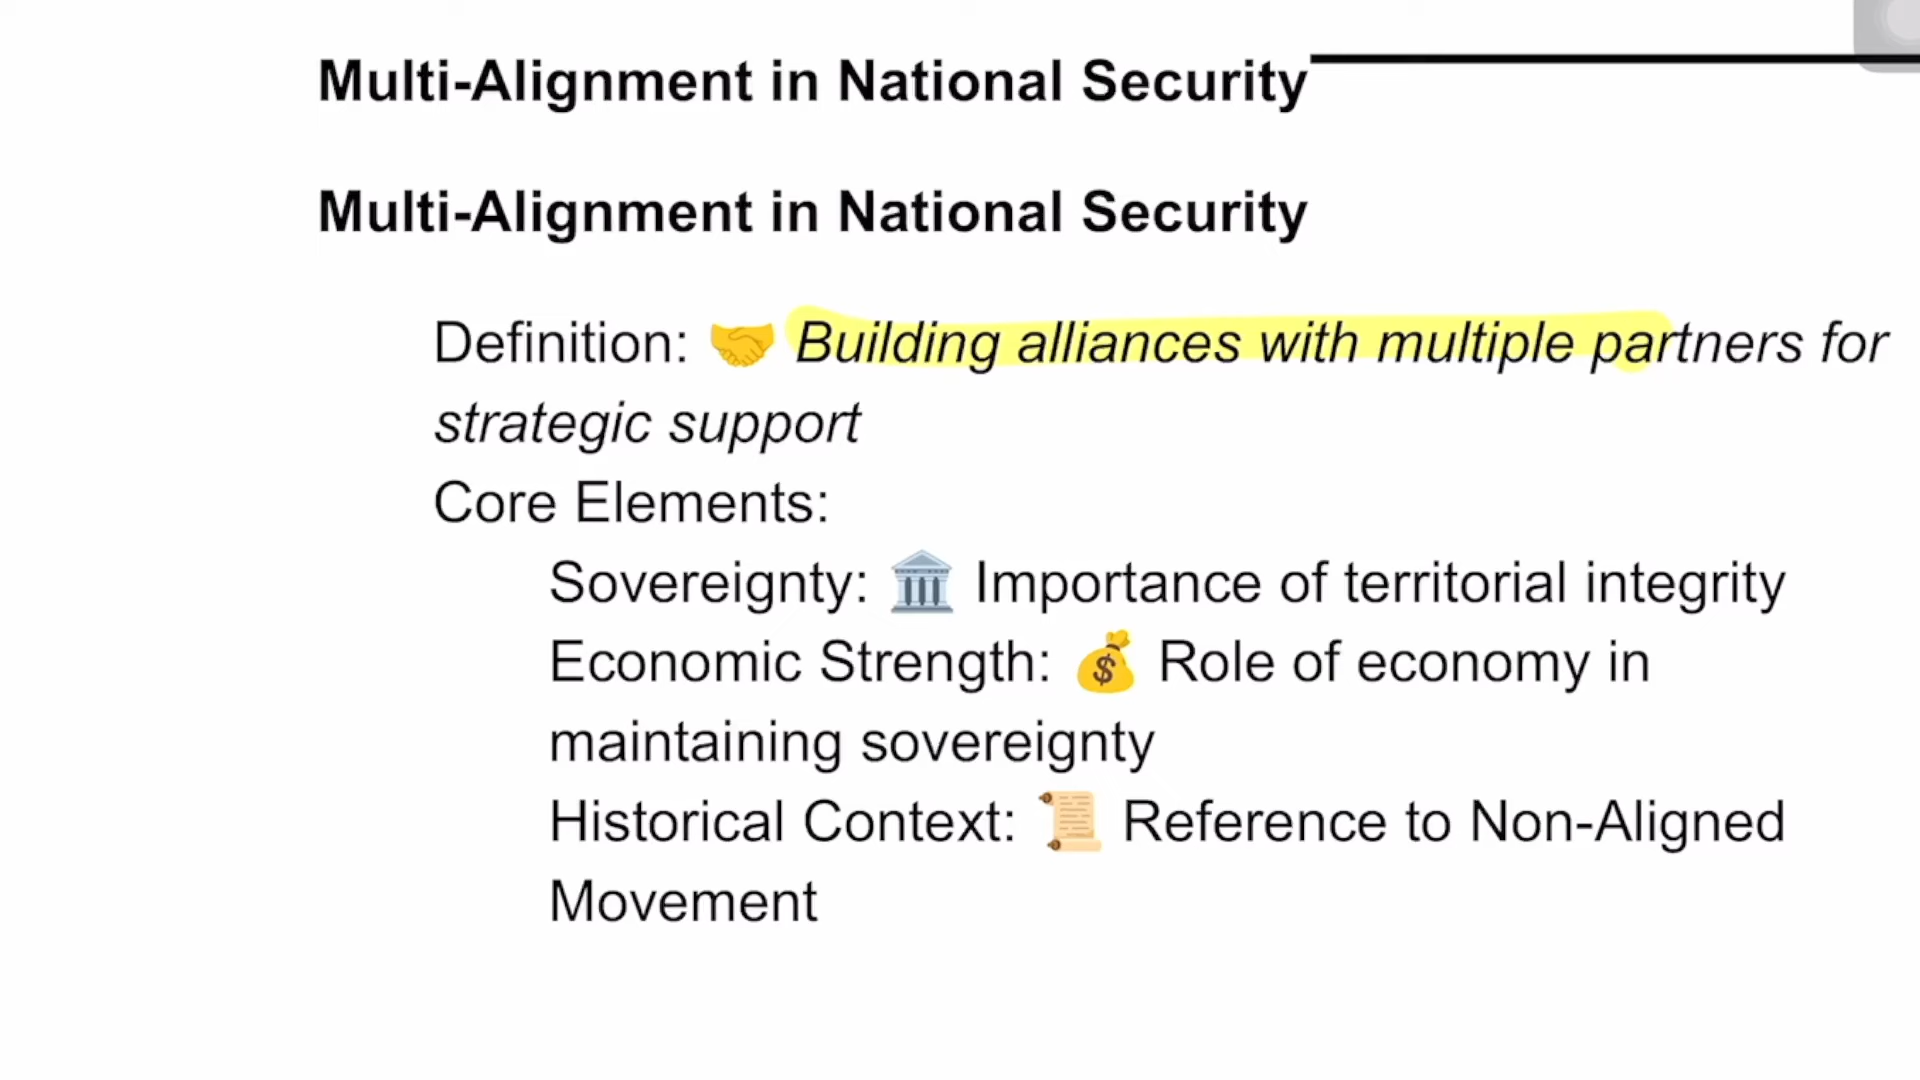 Multi-Alignment in National Security
Multi-Alignment in National Security
Definition: 🤝 Building alliances with multiple partners for
strategic support
Core Elements:
Sovereignty: 🏛️ Importance of territorial integrity
Economic Strength: 💰 Role of economy in
maintaining sovereignty
Historical Context: 📜 Reference to Non-Aligned
Movement